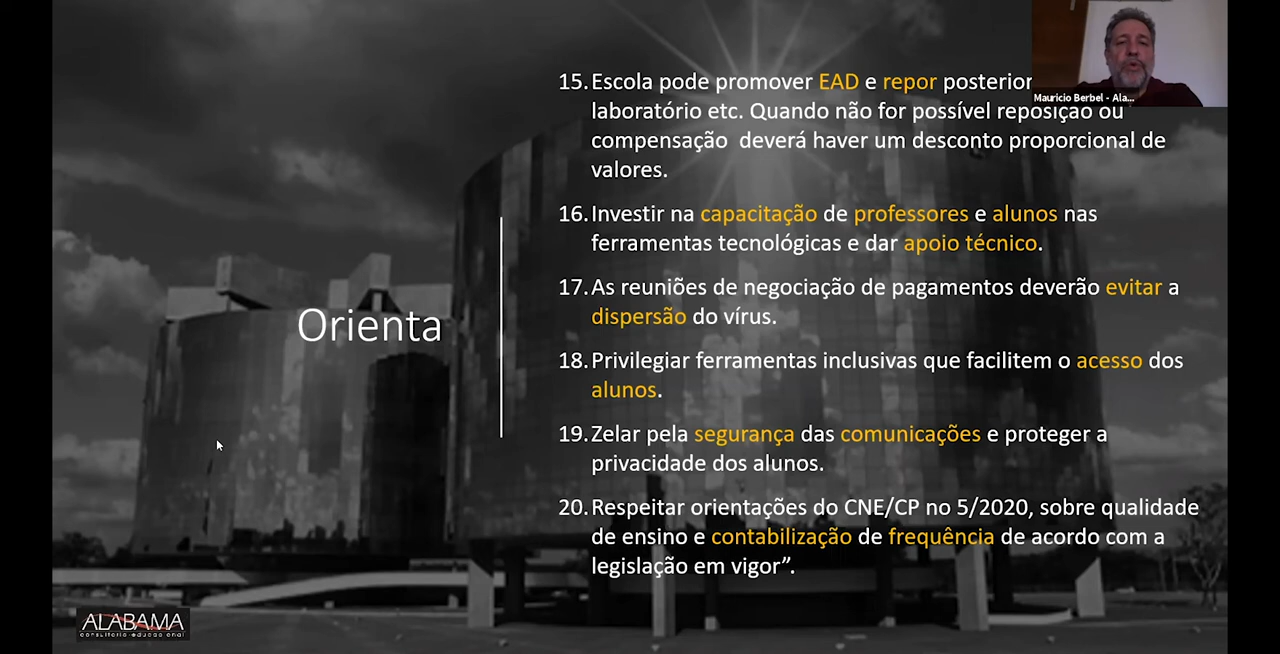 Mauricio Berbel - Ala...
Orienta
15. Escola pode promover EAD e repor
laboratório etc. Quando não for possível reposição ou
compensação deverá haver um desconto proporcional de
valores.
16. Investir na capacitação de professores e alunos nas
ferramentas tecnológicas e dar apoio técnico.
17. As reuniões de negociação de pagamentos deverão evitar a
dispersão do vírus.
18. Privilegiar ferramentas inclusivas que facilitem o acesso dos
alunos.
19. Zelar pela segurança das comunicações e proteger a
privacidade dos alunos.
20. Respeitar orientações do CNE/CP no 5/2020, sobre qualidade
de ensino e contabilização de frequência de acordo com a
legislação em vigor”.
ALABAMA
consultoria educacional